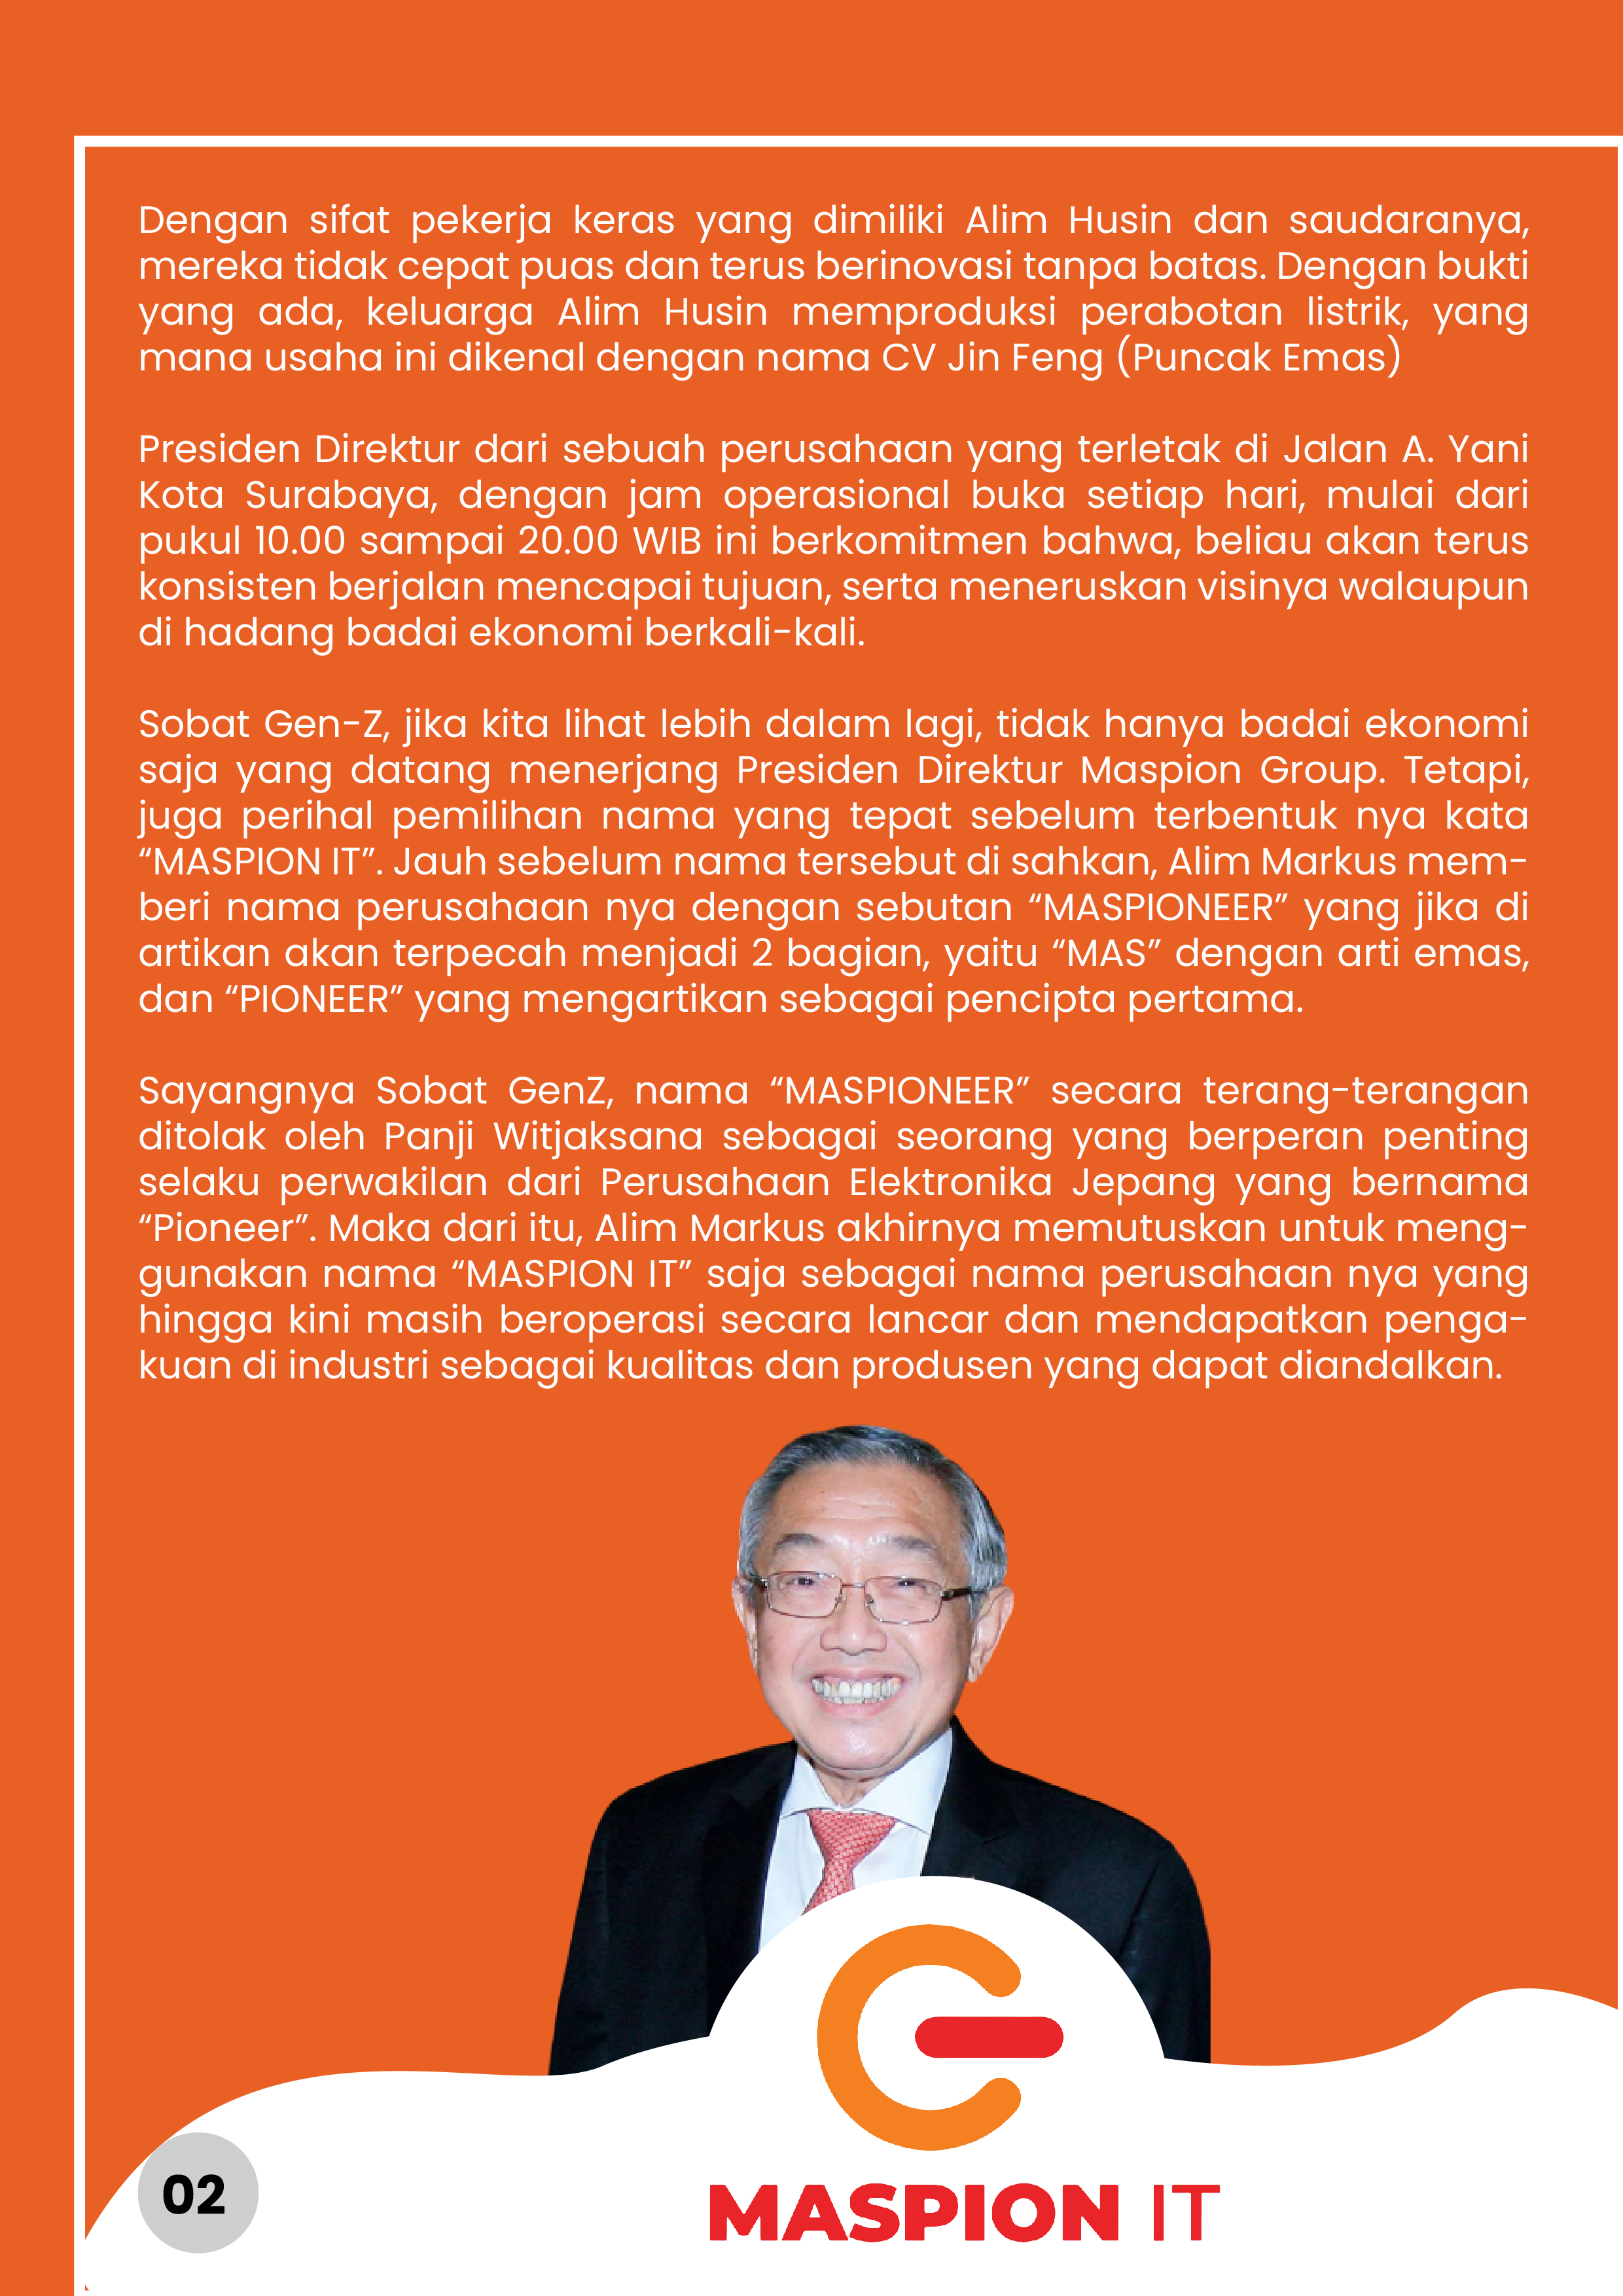 Dengan sifat pekerja keras yang dimiliki Alim Husin dan saudaranya,
mereka tidak cepat puas dan terus berinovasi tanpa batas. Dengan bukti
yang ada, keluarga Alim Husin memproduksi perabotan listrik, yang
mana usaha ini dikenal dengan nama CV Jin Feng (Puncak Emas)
Presiden Direktur dari sebuah perusahaan yang terletak di Jalan A. Yani
Kota Surabaya, dengan jam operasional buka setiap hari, mulai dari
pukul 10.00 sampai 20.00 WIB ini berkomitmen bahwa, beliau akan terus
konsisten berjalan mencapai tujuan, serta meneruskan visinya walaupun
di hadang badai ekonomi berkali-kali.
Sobat Gen-Z, jika kita lihat lebih dalam lagi, tidak hanya badai ekonomi
saja yang datang menerjang Presiden Direktur Maspion Group. Tetapi,
juga perihal pemilihan nama yang tepat sebelum terbentuk nya kata
“MASPION IT”. Jauh sebelum nama tersebut di sahkan, Alim Markus mem-
beri nama perusahaan nya dengan sebutan “MASPIONEER” yang jika di
artikan akan terpecah menjadi 2 bagian, yaitu “MAS” dengan arti emas,
dan “PIONEER” yang mengartikan sebagai pencipta pertama.
Sayangnya Sobat GenZ, nama “MASPIONEER” secara terang-terangan
ditolak oleh Panji Witjaksana sebagai seorang yang berperan penting
selaku perwakilan dari Perusahaan Elektronika Jepang yang bernama
“Pioneer”. Maka dari itu, Alim Markus akhirnya memutuskan untuk meng-
gunakan nama “MASPION IT” saja sebagai nama perusahaan nya yang
hingga kini masih beroperasi secara lancar dan mendapatkan penga-
kuan di industri sebagai kualitas dan produsen yang dapat diandalkan.
02
MASPION IT